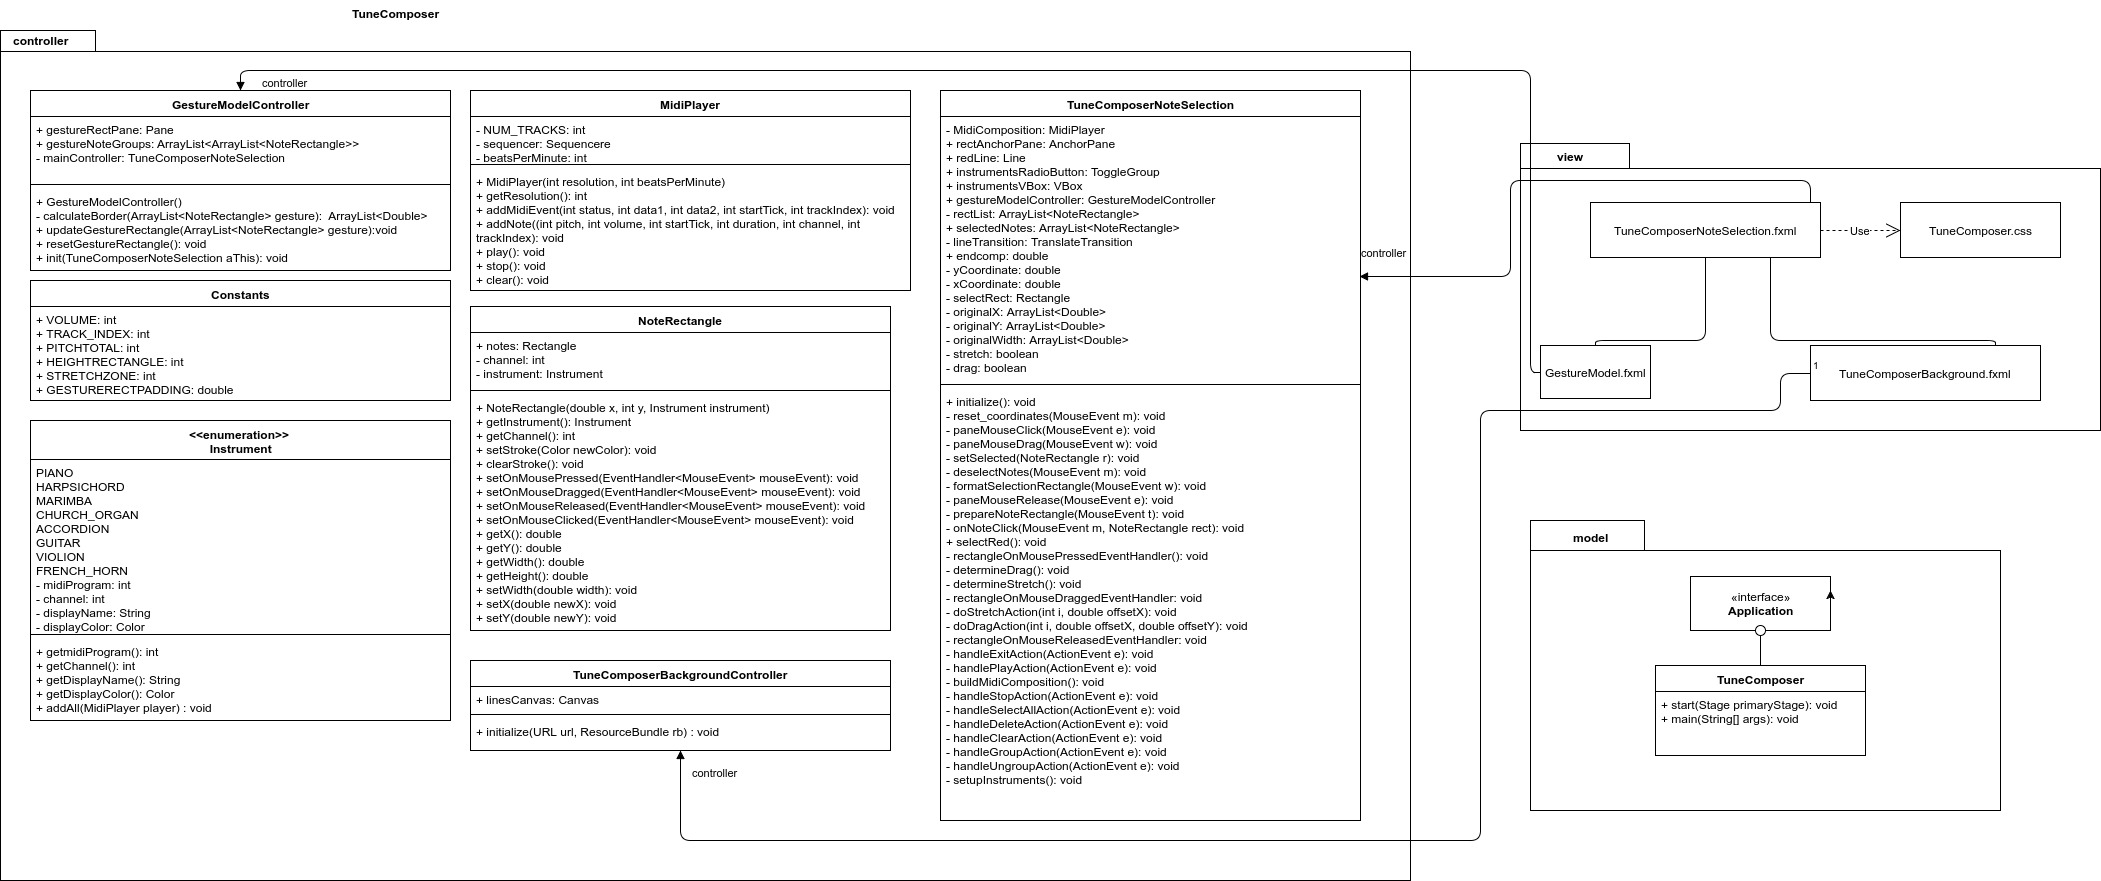 TuneComposer
controller
controller
GestureModelController
+ gestureRectPane: Pane
+ gestureNoteGroups: ArrayList<ArrayList<NoteRectangle>>
- mainController: TuneComposerNoteSelection
+ GestureModelController()
- calculateBorder(ArrayList<NoteRectangle> gesture):  ArrayList<Double>
+ updateGestureRectangle(ArrayList<NoteRectangle> gesture):void
+ resetGestureRectangle(): void
+ init(TuneComposerNoteSelection aThis): void
Constants
+ VOLUME: int
+ TRACK_INDEX: int
+ PITCHTOTAL: int
+ HEIGHTRECTANGLE: int
+ STRETCHZONE: int
+ GESTURERECTPADDING: double
<<enumeration>>
Instrument
PIANO
HARPSICHORD
MARIMBA
CHURCH_ORGAN
ACCORDION
GUITAR
VIOLION
FRENCH_HORN
- midiProgram: int
- channel: int
- displayName: String
- displayColor: Color
+ getmidiProgram(): int
+ getChannel(): int
+ getDisplayName(): String
+ getDisplayColor(): Color
+ addAll(MidiPlayer player) : void
MidiPlayer
- NUM_TRACKS: int
- sequencer: Sequencere
- beatsPerMinute: int
+ MidiPlayer(int resolution, int beatsPerMinute)
+ getResolution(): int
+ addMidiEvent(int status, int data1, int data2, int startTick, int trackIndex): void
+ addNote((int pitch, int volume, int startTick, int duration, int channel, int
trackIndex): void
+ play(): void
+ stop(): void
+ clear(): void
NoteRectangle
+ notes: Rectangle
- channel: int
- instrument: Instrument
+ NoteRectangle(double x, int y, Instrument instrument)
+ getInstrument(): Instrument
+ getChannel(): int
+ setStroke(Color newColor): void
+ clearStroke(): void
+ setOnMousePressed(EventHandler<MouseEvent> mouseEvent): void
+ setOnMouseDragged(EventHandler<MouseEvent> mouseEvent): void
+ setOnMouseReleased(EventHandler<MouseEvent> mouseEvent): void
+ setOnMouseClicked(EventHandler<MouseEvent> mouseEvent): void
+ getX(): double
+ getY(): double
+ getWidth(): double
+ getHeight(): double
+ setWidth(double width): void
+ setX(double newX): void
+ setY(double newY): void
TuneComposerBackgroundController
+ linesCanvas: Canvas
+ initialize(URL url, ResourceBundle rb) : void
controller
TuneComposerNoteSelection
- MidiComposition: MidiPlayer
+ rectAnchorPane: AnchorPane
+ redLine: Line
+ instrumentsRadioButton: ToggleGroup
+ instrumentsVBox: VBox
+ gestureModelController: GestureModelController
- rectList: ArrayList<NoteRectangle>
+ selectedNotes: ArrayList<NoteRectangle>
- lineTransition: TranslateTransition
+ endcomp: double
- yCoordinate: double
- xCoordinate: double
- selectRect: Rectangle
- originalX: ArrayList<Double>
- originalY: ArrayList<Double>
- originalWidth: ArrayList<Double>
- stretch: boolean
- drag: boolean
+ initialize(): void
- reset_coordinates(MouseEvent m): void
- paneMouseClick(MouseEvent e): void
- paneMouseDrag(MouseEvent w): void
- setSelected(NoteRectangle r): void
- deselectNotes(MouseEvent m): void
- formatSelectionRectangle(MouseEvent w): void
- paneMouseRelease(MouseEvent e): void
- prepareNoteRectangle(MouseEvent t): void
- onNoteClick(MouseEvent m, NoteRectangle rect): void
+ selectRed(): void
- rectangleOnMousePressedEventHandler(): void
- determineDrag(): void
- determineStretch(): void
- rectangleOnMouseDraggedEventHandler: void
- doStretchAction(int i, double offsetX): void
- doDragAction(int i, double offsetX, double offsetY): void
- rectangleOnMouseReleasedEventHandler: void
- handleExitAction(ActionEvent e): void
- handlePlayAction(ActionEvent e): void
- buildMidiComposition(): void
- handleStopAction(ActionEvent e): void
- handleSelectAllAction(ActionEvent e): void
- handleDeleteAction(ActionEvent e): void
- handleClearAction(ActionEvent e): void
- handleGroupAction(ActionEvent e): void
- handleUngroupAction(ActionEvent e): void
- setupInstruments(): void
controller
view
TuneComposerNoteSelection.fxml
Use
TuneComposer.css
GestureModel.fxml
1
TuneComposerBackground.fxml
model
«interface»
Application
TuneComposer
+ start(Stage primaryStage): void
+ main(String[] args): void